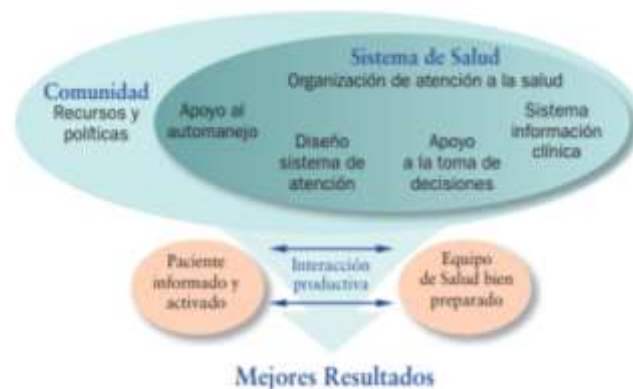 Sistema de Salud
Organización de atención a la salud
Comunidad
Recursos y
políticas
Apoyo al
automanejo
Diseño
sistema de
atención
Apoyo
a la toma de
decisiones
Sistema
información
clínica
Paciente
informado y
activado
Interacción
productiva
Equipo
de Salud bien
preparado
Mejores Resultados